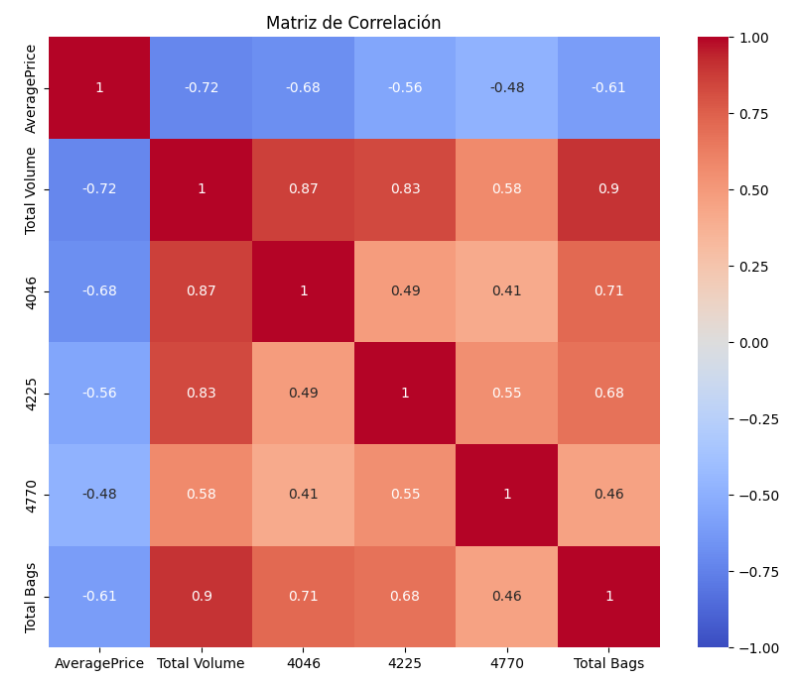 Matriz de Correlación
AveragePrice 1 -0.72 -0.68 -0.56 -0.48 -0.61
Total Volume -0.72 1 0.87 0.83 0.58 0.9
4046 -0.68 0.87 1 0.49 0.41 0.71
4225 -0.56 0.83 0.49 1 0.55 0.68
4770 -0.48 0.58 0.41 0.55 1 0.46
Total Bags -0.61 0.9 0.71 0.68 0.46 1
AveragePrice Total Volume 4046 4225 4770 Total Bags
1.00
0.75
0.50
0.25
0.00
−0.25
−0.50
−0.75
−1.00